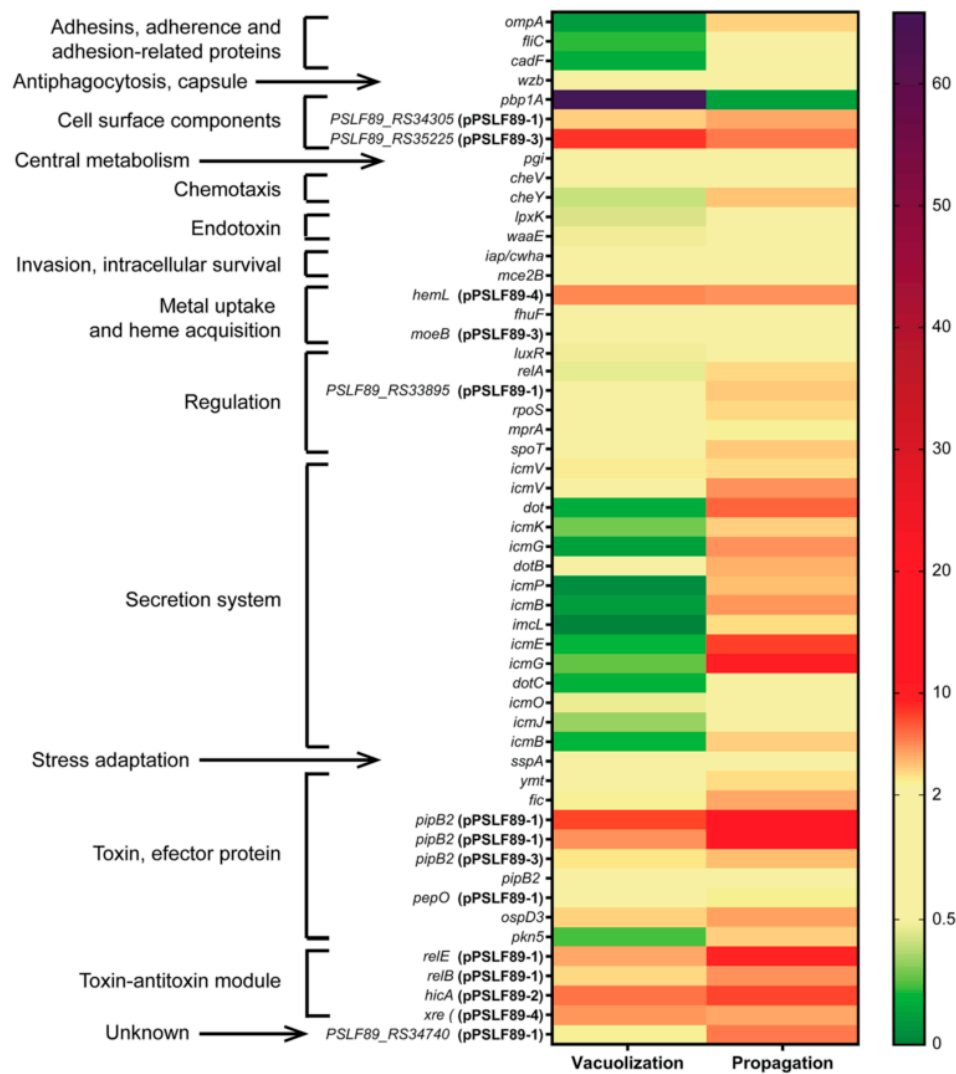 Adhesins, adherence and
adhesion-related proteins
Antiphagocytosis, capsule
Cell surface components
Central metabolism
Chemotaxis
Endotoxin
Invasion, intracellular survival
Metal uptake
and heme acquisition
Regulation
Secretion system
Stress adaptation
Toxin, efector protein
Toxin-antitoxin module
Unknown
ompA
fliC
cadF
wzb
pbp1A
PSLF89_RS34305 (pPSLF89-1)
PSLF89_RS35225 (pPSLF89-3)
pgi
cheV
cheY
lpxK
waaE
iap/cwha
mce2B
hemL (pPSLF89-4)
fhuF
moeB (pPSLF89-3)
luxR
relA
PSLF89_RS33895 (pPSLF89-1)
rpoS
mprA
spoT
icmV
icmV
dot
icmK
icmG
dotB
icmP
icmB
imcL
icmE
icmG
dotC
icmO
icmJ
icmB
sspA
ymt
fic
pipB2 (pPSLF89-1)
pipB2 (pPSLF89-1)
pipB2 (pPSLF89-3)
pipB2
pepO (pPSLF89-1)
ospD3
pkn5
relE (pPSLF89-1)
relB (pPSLF89-1)
hicA (pPSLF89-2)
xre ( (pPSLF89-4)
PSLF89_RS34740 (pPSLF89-1)
Vacuolization Propagation
60
50
40
30
20
10
2
0.5
0